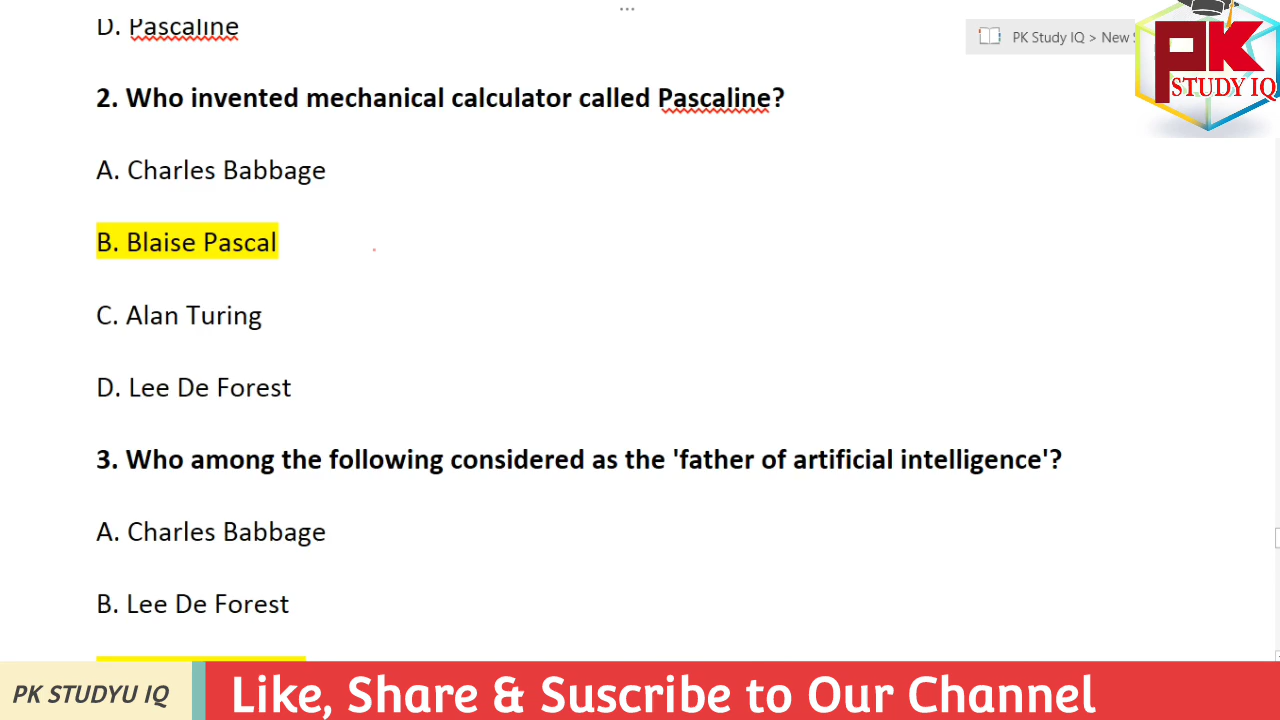 D. Pascaline
PK Study IQ > New
PK
STUDY IQ
2. Who invented mechanical calculator called Pascaline?
A. Charles Babbage
B. Blaise Pascal
C. Alan Turing
D. Lee De Forest
3. Who among the following considered as the 'father of artificial intelligence'?
A. Charles Babbage
B. Lee De Forest
PK STUDYU IQ
Like, Share & Suscribe to Our Channel